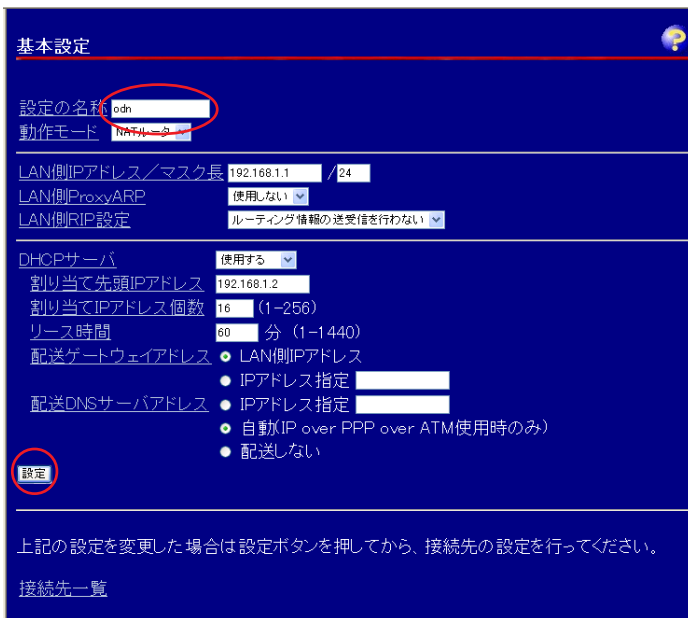 基本設定
設定の名称 odn
動作モード NATルータ
LAN側IPアドレス／マスク長 192.168.1.1 /24
LAN側ProxyARP 使用しない
LAN側RIP設定 ルーティング情報の送受信を行わない
DHCPサーバ 使用する
割り当て先頭IPアドレス 192.168.1.2
割り当てIPアドレス個数 16 (1-256)
リース時間 60 分 (1-1440)
配送ゲートウェイアドレス LAN側IPアドレス
IPアドレス指定
配送DNSサーバアドレス IPアドレス指定
自動(IP over PPP over ATM使用時のみ)
配送しない
設定
上記の設定を変更した場合は設定ボタンを押してから、接続先の設定を行ってください。
接続先一覧